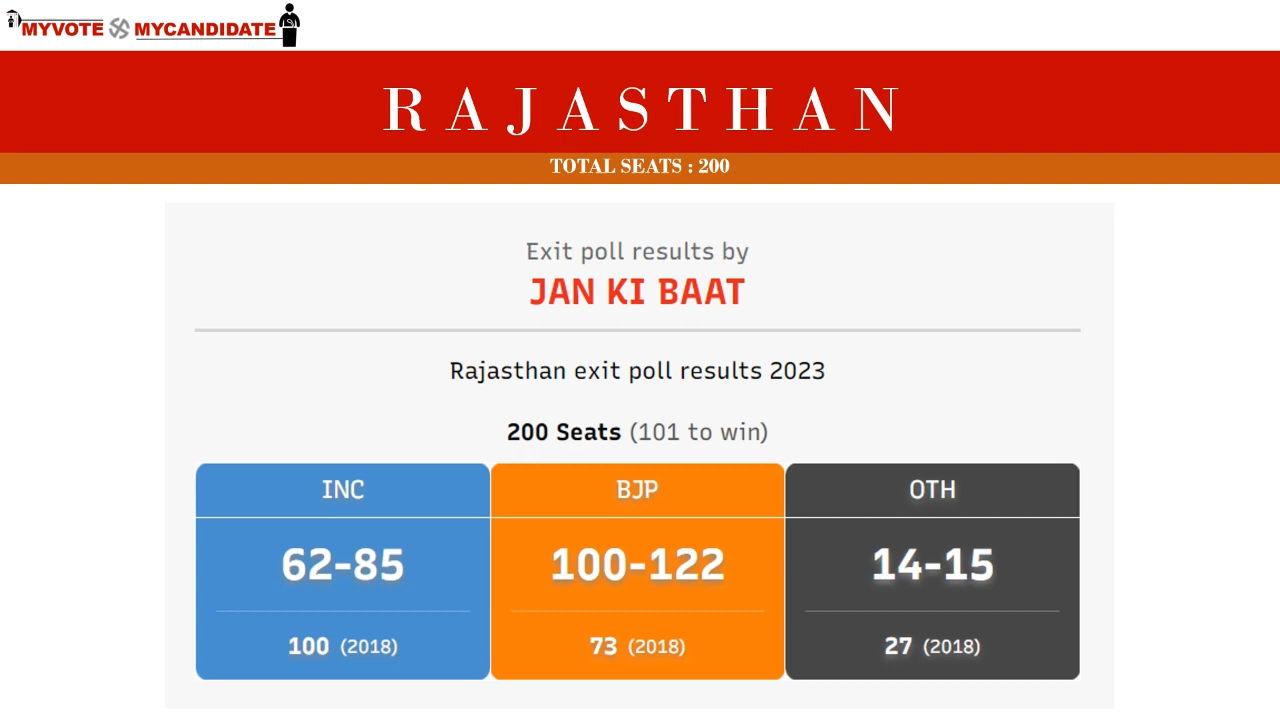 MYVOTE MYCANDIDATE
RAJASTHAN
TOTAL SEATS : 200
Exit poll results by
JAN KI BAAT
Rajasthan exit poll results 2023
200 Seats (101 to win)
INC BJP OTH
62-85 100-122 14-15
100 (2018) 73 (2018) 27 (2018)